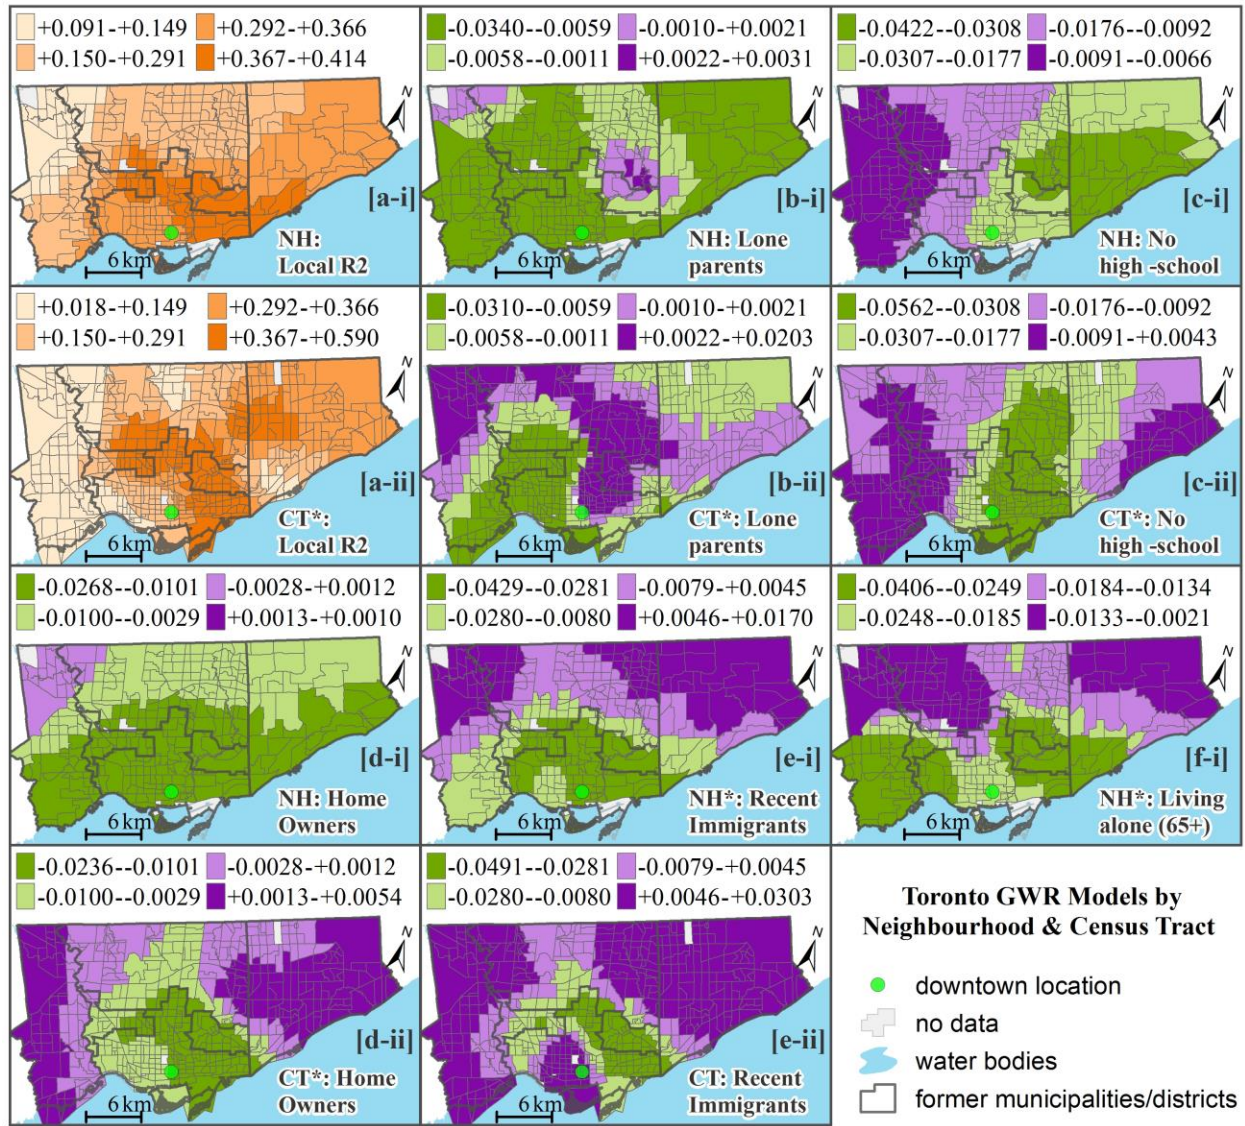 +0.091-+0.149 +0.292-+0.366
+0.150-+0.291 +0.367-+0.414
N
[a-i]
NH:
Local R2
6 km
-0.0340--0.0059 -0.0010-+0.0021
-0.0058--0.0011 +0.0022-+0.0031
N
[b-i]
NH: Lone
parents
6 km
-0.0422--0.0308 -0.0176--0.0092
-0.0307--0.0177 -0.0091--0.0066
N
[c-i]
NH: No
high -school
6 km
+0.018-+0.149 +0.292-+0.366
+0.150-+0.291 +0.367-+0.590
N
[a-ii]
CT*:
Local R2
6 km
-0.0310--0.0059 -0.0010-+0.0021
-0.0058--0.0011 +0.0022-+0.0203
N
[b-ii]
CT*: Lone
parents
6 km
-0.0562--0.0308 -0.0176--0.0092
-0.0307--0.0177 -0.0091-+0.0043
N
[c-ii]
CT*: No
high -school
6 km
-0.0268--0.0101 -0.0028-+0.0012
-0.0100--0.0029 +0.0013-+0.0010
N
[d-i]
NH: Home
Owners
6 km
-0.0429--0.0281 -0.0079-+0.0045
-0.0280--0.0080 +0.0046-+0.0170
N
[e-i]
NH*: Recent
Immigrants
6 km
-0.0406--0.0249 -0.0184--0.0134
-0.0248--0.0185 -0.0133--0.0021
N
[f-i]
NH*: Living
alone (65+)
6 km
-0.0236--0.0101 -0.0028-+0.0012
-0.0100--0.0029 +0.0013-+0.0054
N
[d-ii]
CT*: Home
Owners
6 km
-0.0491--0.0281 -0.0079-+0.0045
-0.0280--0.0080 +0.0046-+0.0303
N
[e-ii]
CT: Recent
Immigrants
6 km
Toronto GWR Models by
Neighbourhood & Census Tract
downtown location
no data
water bodies
former municipalities/districts